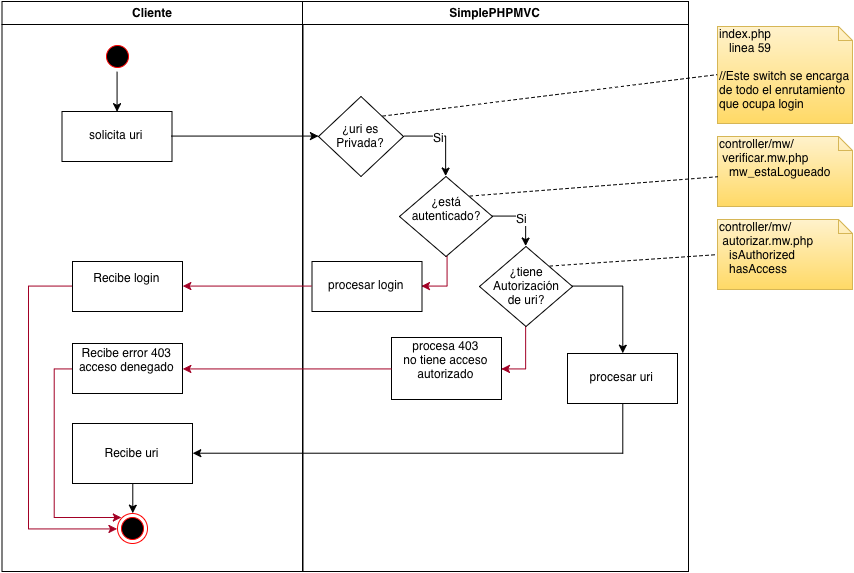 Cliente
SimplePHPMVC
index.php
linea 59
//Este switch se encarga
de todo el enrutamiento
que ocupa login
solicita uri
¿uri es
Privada?
Si
controller/mw/
verificar.mw.php
mw_estaLogueado
¿está
autenticado?
Si
controller/mv/
autorizar.mw.php
isAuthorized
hasAccess
¿tiene
Autorización
de uri?
Recibe login
procesar login
Recibe error 403
acceso denegado
procesa 403
no tiene acceso
autorizado
procesar uri
Recibe uri